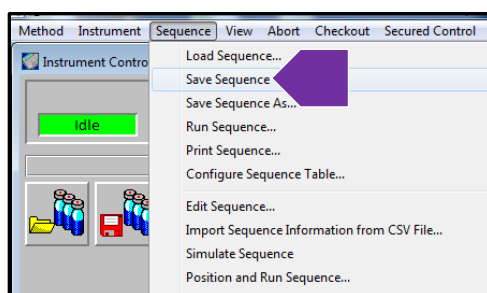 Method Instrument Sequence View Abort Checkout Secured Control
Instrument Contro
Load Sequence...
Save Sequence
Save Sequence As...
Idle
Run Sequence...
Print Sequence...
Configure Sequence Table...
Edit Sequence...
Import Sequence Information from CSV File...
Simulate Sequence
Position and Run Sequence...